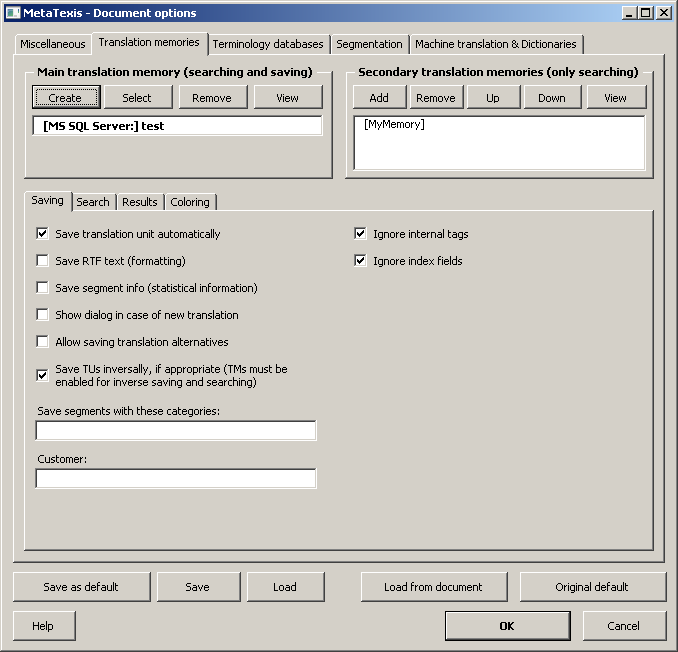 MetaTexis - Document options
Miscellaneous Translation memories Terminology databases Segmentation Machine translation & Dictionaries
Main translation memory (searching and saving)
Create Select Remove View
[MS SQL Server:] test
Secondary translation memories (only searching)
Add Remove Up Down View
[MyMemory]
Saving Search Results Coloring
Save translation unit automatically
Save RTF text (formatting)
Save segment info (statistical information)
Show dialog in case of new translation
Allow saving translation alternatives
Save TUs inversally, if appropriate (TMs must be
enabled for inverse saving and searching)
Save segments with these categories:
Customer:
Ignore internal tags
Ignore index fields
Save as default Save Load Load from document Original default
Help OK Cancel